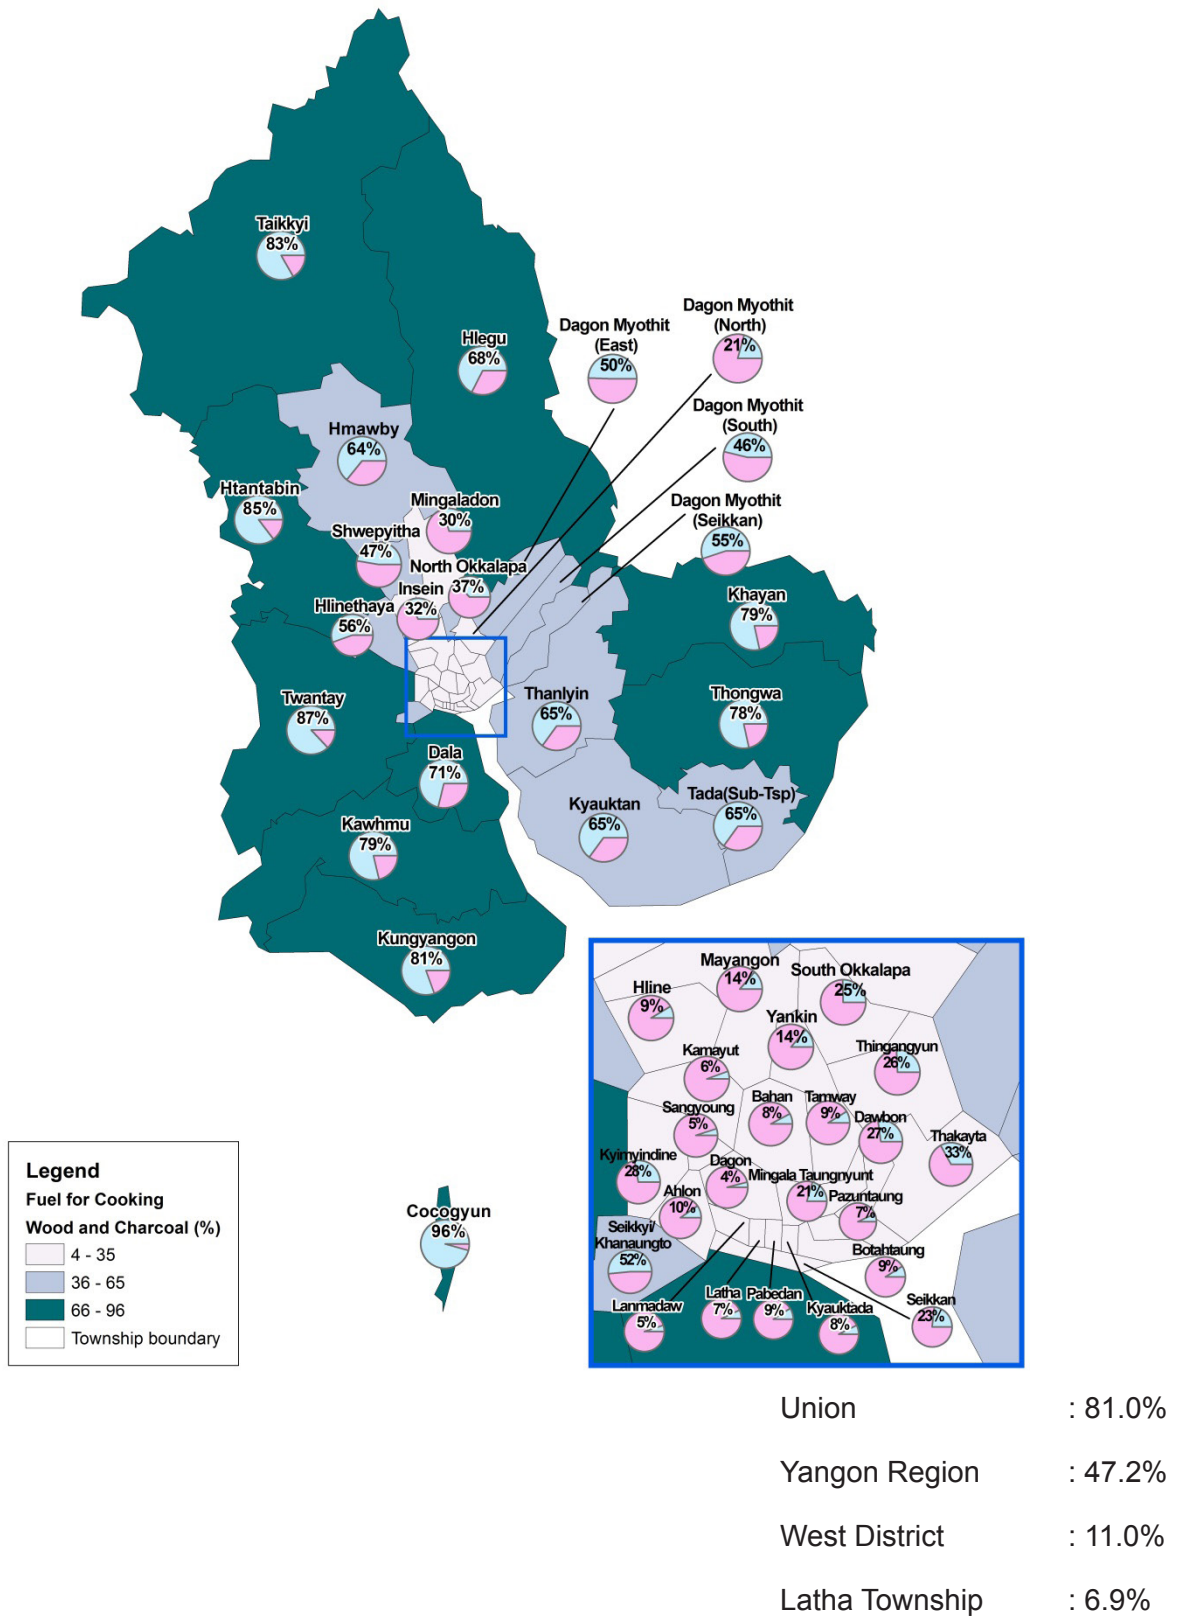 Taikkyi
83%
Hlegu
68%
Dagon Myothit
(East)
50%
Dagon Myothit
(North)
21%
Dagon Myothit
(South)
46%
Dagon Myothit
(Seikkan)
55%
Hmawby
64%
Htantabin
85%
Mingaladon
30%
Shwepyitha
47%
North Okkalapa
37%
Insein
32%
Hlinethaya
56%
Khayan
79%
Twantay
87%
Thanlyin
65%
Thongwa
78%
Dala
71%
Kyauktan
65%
Tada(Sub-Tsp)
65%
Kawhmu
79%
Kungyangon
81%
Cocogyun
96%
Mayangon
14%
South Okkalapa
25%
Hline
9%
Yankin
14%
Thingangyun
26%
Kamayut
6%
Bahan
8%
Tamway
9%
Sangyoung
5%
Dawbon
27%
Thakayta
33%
Kyimyindine
28%
Dagon
4%
Mingala Taungnyunt
21%
Ahlon
10%
Pazuntaung
7%
Seikkyi/
Khanaungto
52%
Botahtaung
9%
Lanmadaw
5%
Latha
7%
Pabedan
9%
Kyauktada
8%
Seikkan
23%
Legend
Fuel for Cooking
Wood and Charcoal (%)
4 - 35
36 - 65
66 - 96
Township boundary
Union : 81.0%
Yangon Region : 47.2%
West District : 11.0%
Latha Township : 6.9%